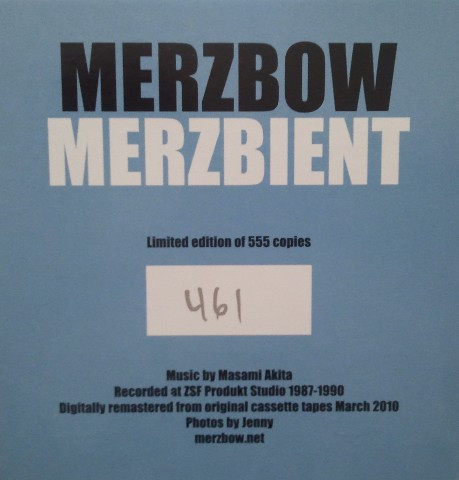 MERZBOW
MERZBIENT
Limited edition of 555 copies
461
Music by Masami Akita
Recorded at ZSF Produkt Studio 1987-1990
Digitally remastered from original cassette tapes March 2010
Photos by Jenny
merzbow.net